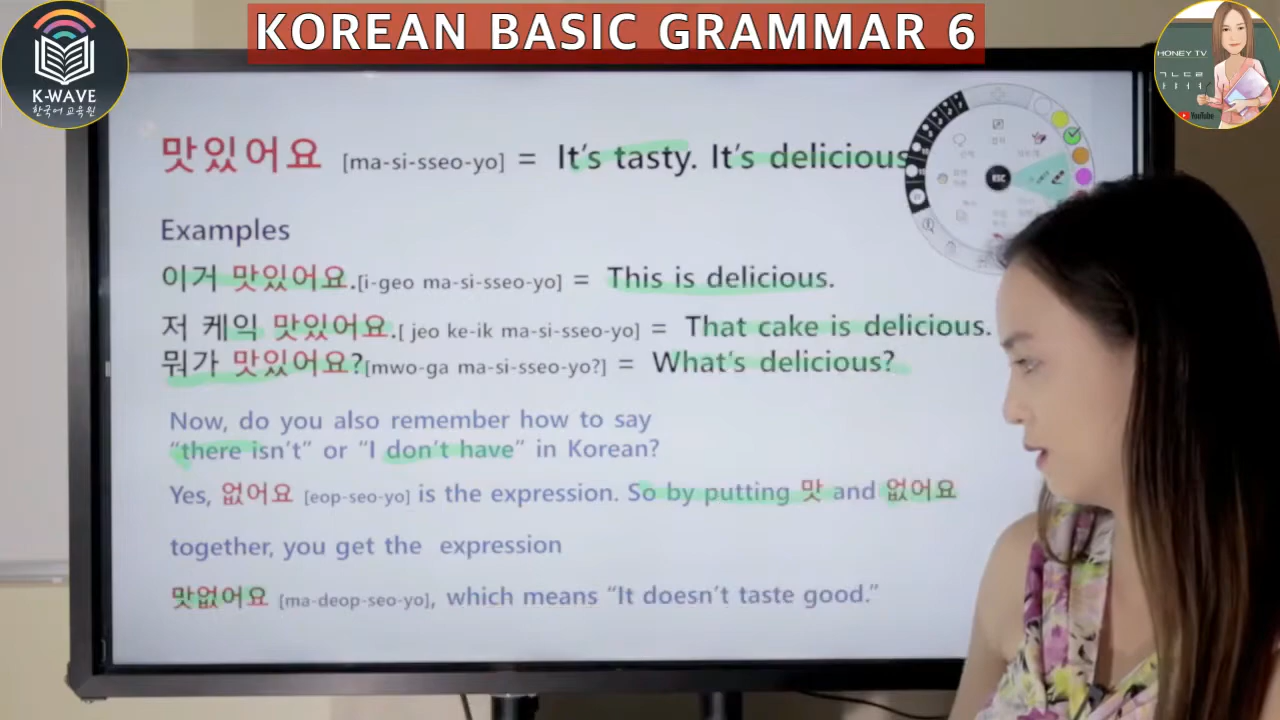 KOREAN BASIC GRAMMAR 6
K-WAVE
한국어 교육원
HONEY TV
ㄱㄴㄷㄹ
ㅏㅑㅓㅕ
YouTube
맛있어요 [ma-si-sseo-yo] = It's tasty. It's delicious
ESC
Examples
이거 맛있어요.[i-geo ma-si-sseo-yo] = This is delicious.
저 케익 맛있어요.[ jeo ke-ik ma-si-sseo-yo] = That cake is delicious.
뭐가 맛있어요?[mwo-ga ma-si-sseo-yo?] = What's delicious?
Now, do you also remember how to say
"there isn't" or "I don't have" in Korean?
Yes, 없어요 [eop-seo-yo] is the expression. So by putting 맛 and 없어요
together, you get the expression
맛없어요 [ma-deop-seo-yo], which means "It doesn't taste good."